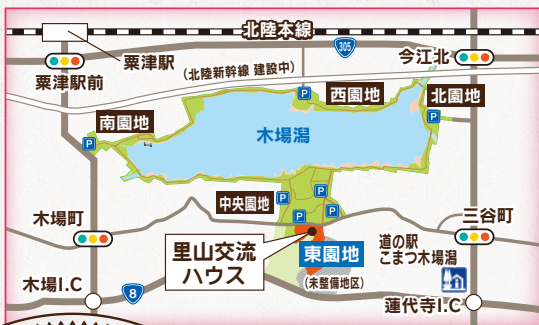 北陸本線
305
粟津駅
今江北
粟津駅前
(北陸新幹線 建設中)
P
西園地
北園地
南園地
P
P
木場潟
中央園地
P
P
P
P
木場町
三谷町
里山交流
ハウス
東園地
(未整備地区)
道の駅
こまつ木場潟
木場I.C
8
蓮代寺I.C